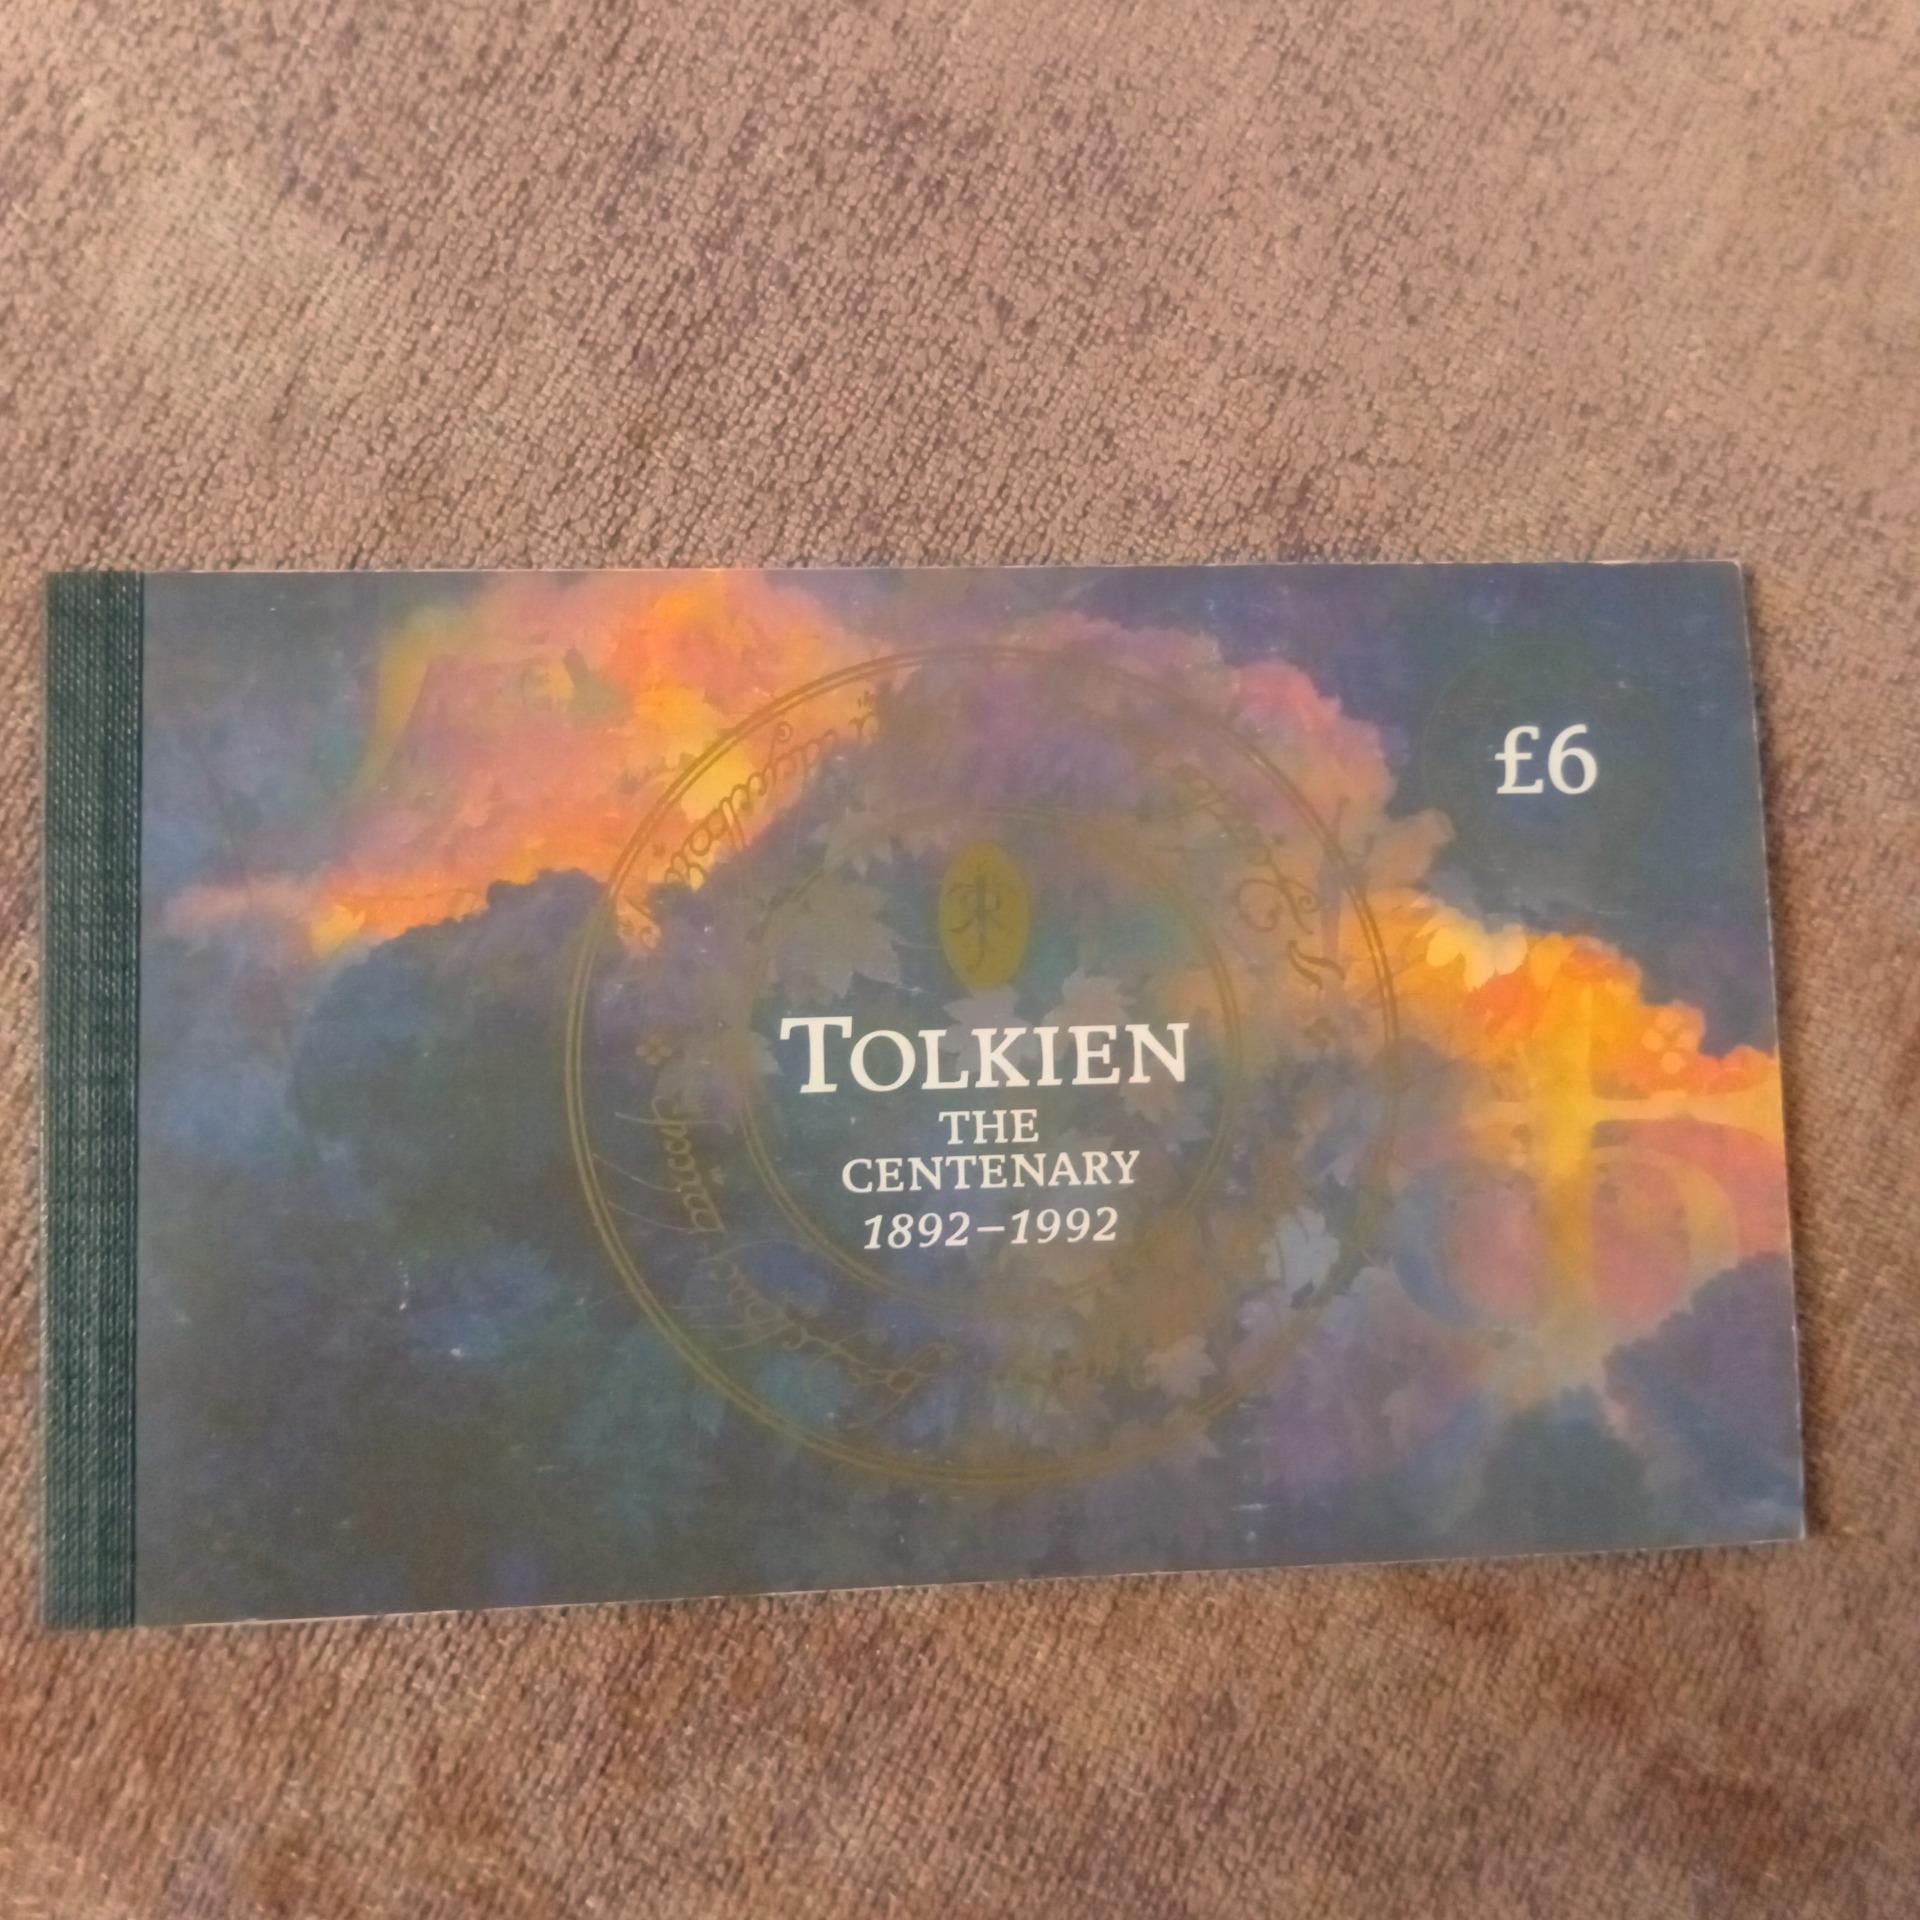 £6
TOLKIEN
THE
CENTENARY
1892–1992